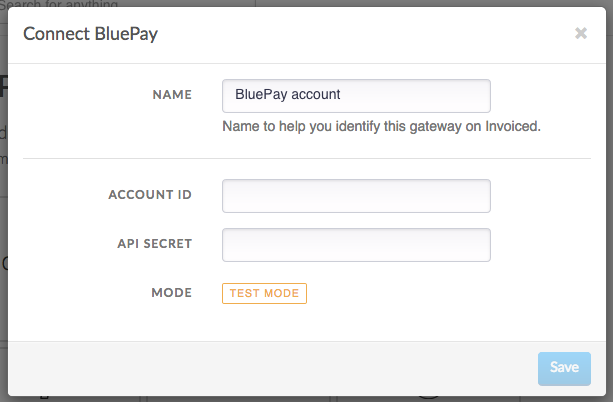 Search for anything
Connect BluePay
×
NAME
BluePay account
Name to help you identify this gateway on Invoiced.
ACCOUNT ID
API SECRET
MODE
TEST MODE
Save